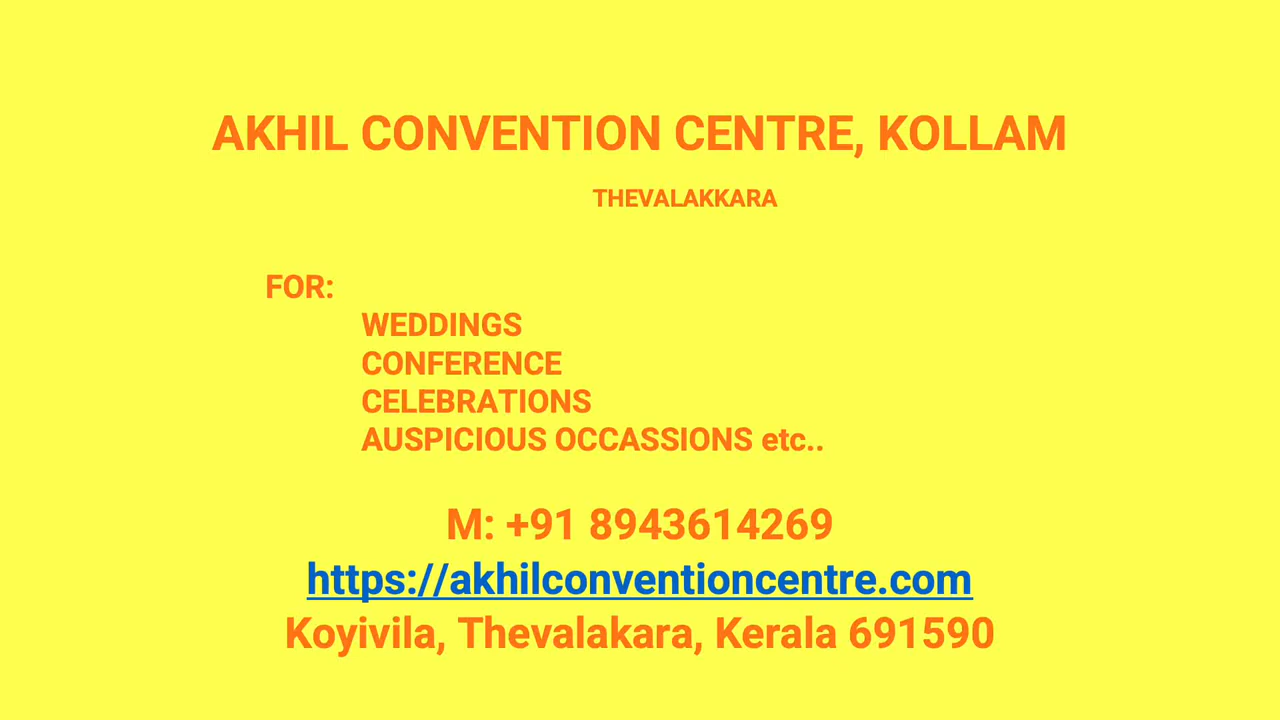 AKHIL CONVENTION CENTRE, KOLLAM
THEVALAKKARA
FOR:
WEDDINGS
CONFERENCE
CELEBRATIONS
AUSPICIOUS OCCASSIONS etc..
M: +91 8943614269
https://akhilconventioncentre.com
Koyivila, Thevalakara, Kerala 691590